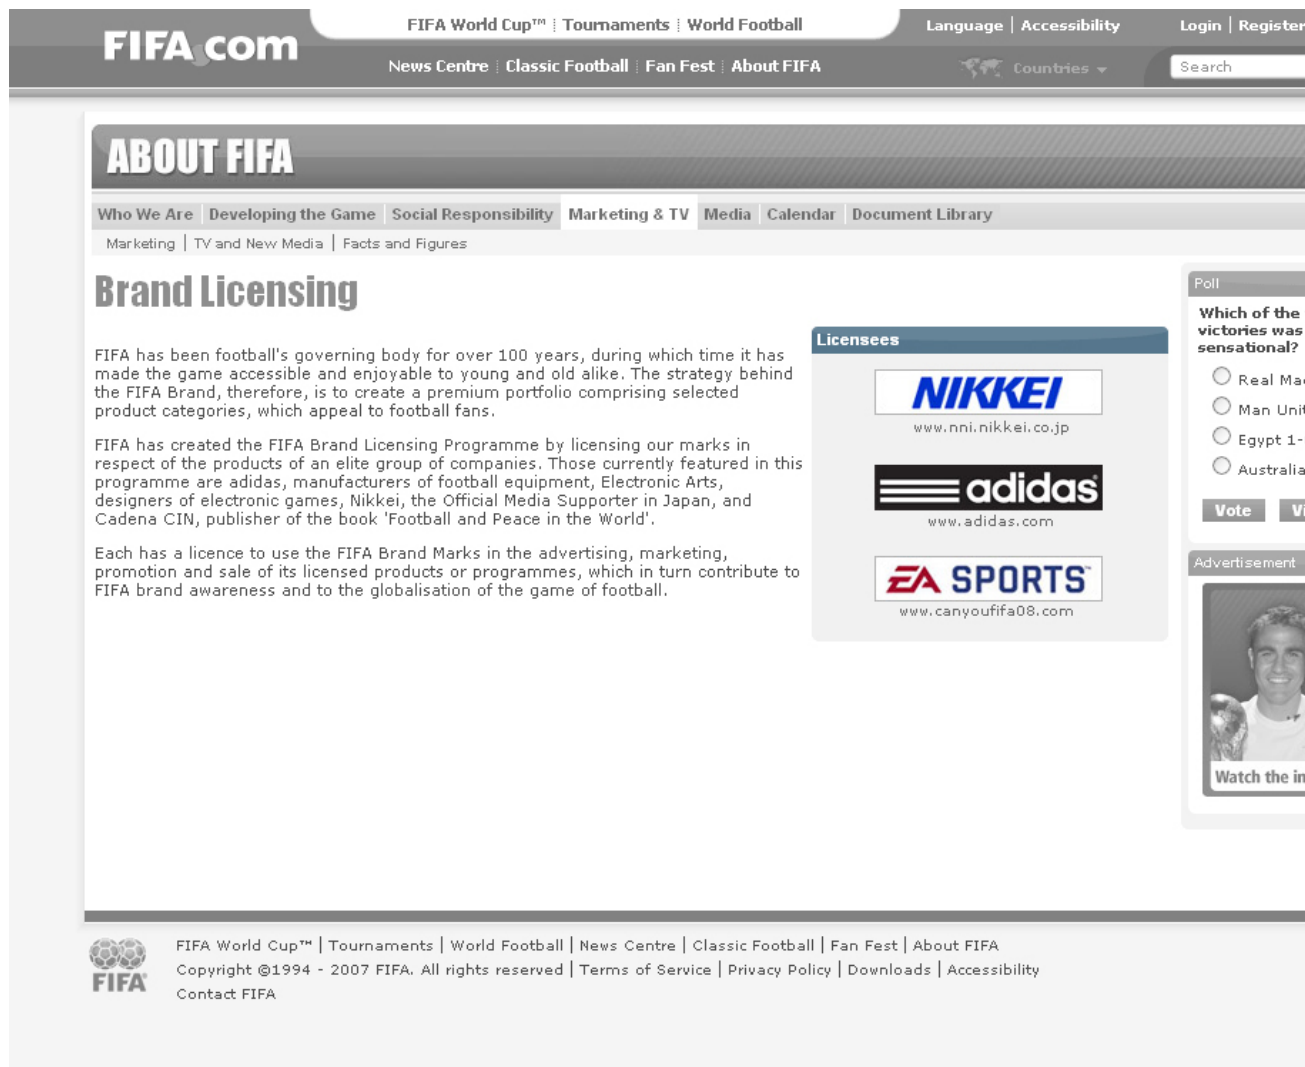 FIFA World Cup™ Tournaments World Football
Language Accessibility
Login Register
FIFA.com
News Centre Classic Football Fan Fest About FIFA
Countries
Search
ABOUT FIFA
Who We Are Developing the Game Social Responsibility Marketing & TV Media Calendar Document Library
Marketing TV and New Media Facts and Figures
Brand Licensing
FIFA has been football's governing body for over 100 years, during which time it has
made the game accessible and enjoyable to young and old alike. The strategy behind
the FIFA Brand, therefore, is to create a premium portfolio comprising selected
product categories, which appeal to football fans.
FIFA has created the FIFA Brand Licensing Programme by licensing our marks in
respect of the products of an elite group of companies. Those currently featured in this
programme are adidas, manufacturers of football equipment, Electronic Arts,
designers of electronic games, Nikkei, the Official Media Supporter in Japan, and
Cadena CIN, publisher of the book 'Football and Peace in the World'.
Each has a licence to use the FIFA Brand Marks in the advertising, marketing,
promotion and sale of its licensed products or programmes, which in turn contribute to
FIFA brand awareness and to the globalisation of the game of football.
Licensees
NIKKEI
www.nni.nikkei.co.jp
adidas
www.adidas.com
EA SPORTS™
www.canyoufifa08.com
Poll
Which of the
victories was
sensational?
Real
Man
Egypt 1-
Australia
Vote
Advertisement
Watch the
FIFA World Cup™ | Tournaments | World Football | News Centre | Classic Football | Fan Fest | About FIFA
Copyright ©1994 - 2007 FIFA. All rights reserved | Terms of Service | Privacy Policy | Downloads | Accessibility
Contact FIFA
FIFA